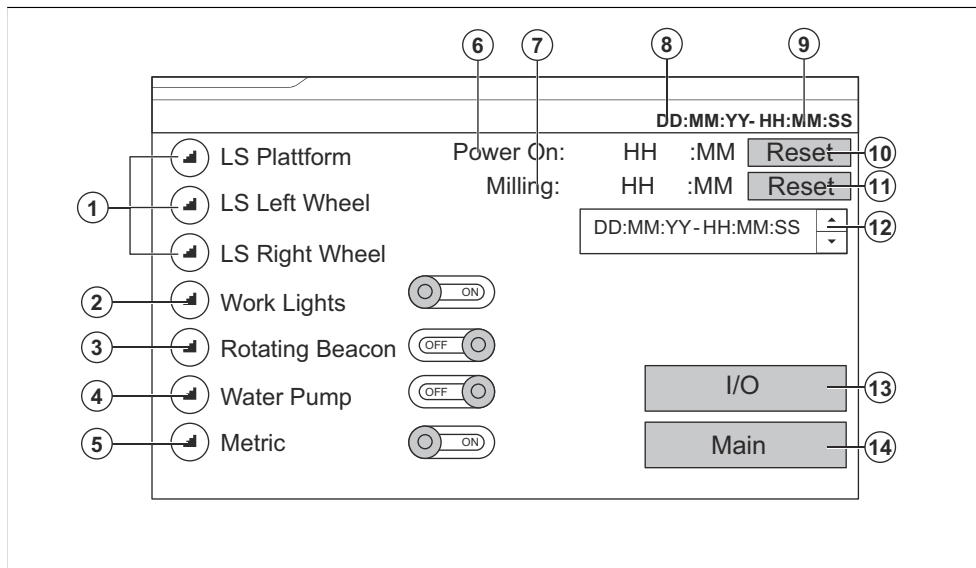 6 7 8 9
DD:MM:YY- HH:MM:SS
LS Plattform Power On: HH :MM Reset 10
Milling: HH :MM Reset 11
1 LS Left Wheel DD:MM:YY-HH:MM:SS 12
LS Right Wheel
2 Work Lights ON
3 Rotating Beacon OFF
4 Water Pump OFF I/O 13
5 Metric ON Main 14